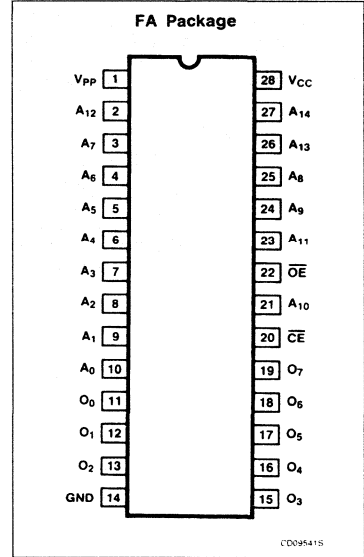 FA Package
VPP 1 28 VCC
A12 2 27 A14
A7 3 26 A13
A6 4 25 A8
A5 5 24 A9
A4 6 23 A11
A3 7 22 OE
A2 8 21 A10
A1 9 20 CE
A0 10 19 O7
O0 11 18 O6
O1 12 17 O5
O2 13 16 O4
GND 14 15 O3
CD09541S